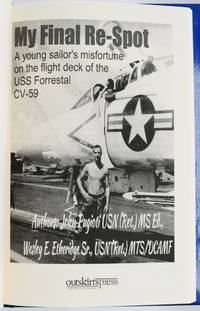 My Final Re-Spot
A young sailor's misfortune
on the flight deck of the
USS Forrestal
CV-59
Authors: John Pugioti USN (Ret.) MS Ed.,
Wesley E. Etheridge Sr., USN (Ret.) MTS/DCAMF
outskirtspress